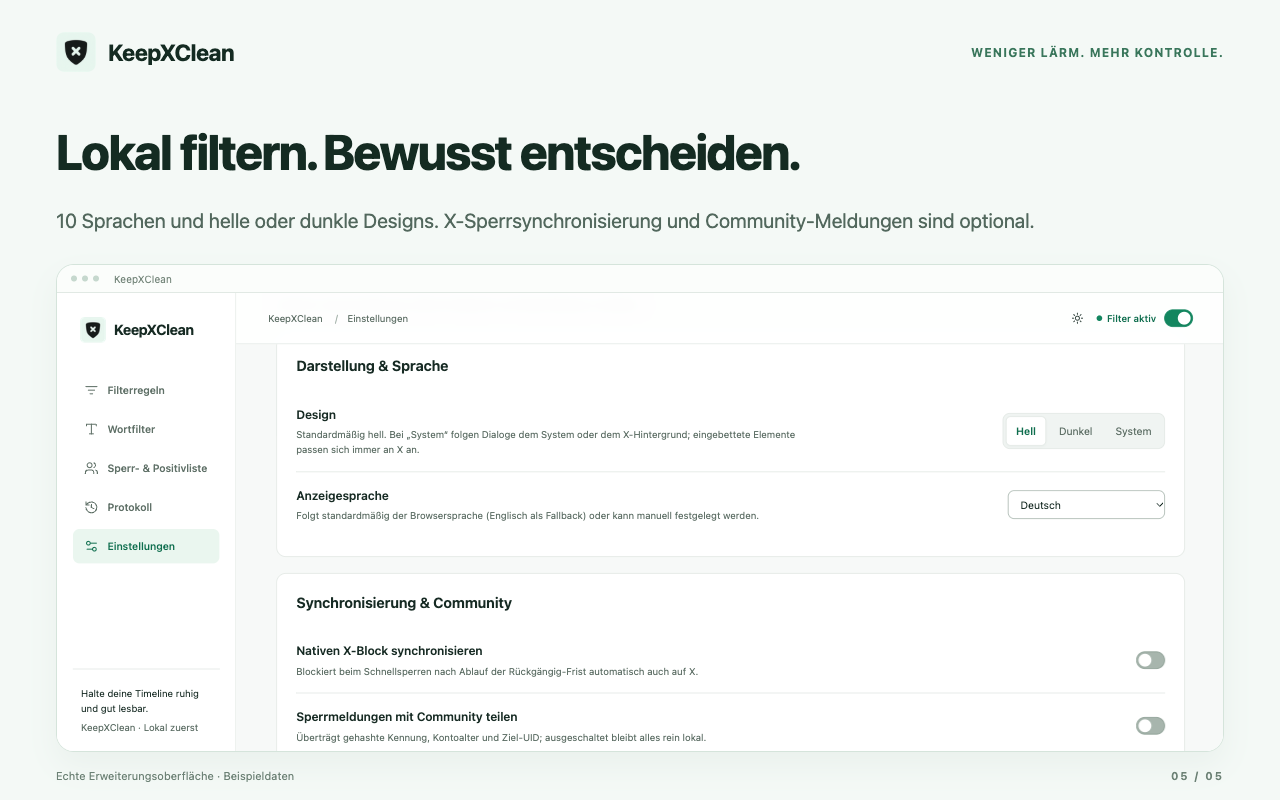 KeepXClean
WENIGER LÄRM. MEHR KONTROLLE.
Lokal filtern. Bewusst entscheiden.
10 Sprachen und helle oder dunkle Designs. X-Sperrsynchronisierung und Community-Meldungen sind optional.
KeepXClean
KeepXClean
Filterregeln
Wortfilter
Sperr- & Positivliste
Protokoll
Einstellungen
Halte deine Timeline ruhig
und gut lesbar.
KeepXClean · Lokal zuerst
KeepXClean / Einstellungen
Filter aktiv
Darstellung & Sprache
Design
Standardmäßig hell. Bei „System“ folgen Dialoge dem System oder dem X-Hintergrund; eingebettete Elemente
passen sich immer an X an.
Hell Dunkel System
Anzeigesprache
Folgt standardmäßig der Browsersprache (Englisch als Fallback) oder kann manuell festgelegt werden.
Deutsch
Synchronisierung & Community
Nativen X-Block synchronisieren
Blockiert beim Schnellsperren nach Ablauf der Rückgängig-Frist automatisch auch auf X.
Sperrmeldungen mit Community teilen
Überträgt gehashte Kennung, Kontoalter und Ziel-UID; ausgeschaltet bleibt alles rein lokal.
Echte Erweiterungsoberfläche · Beispieldaten
05 / 05